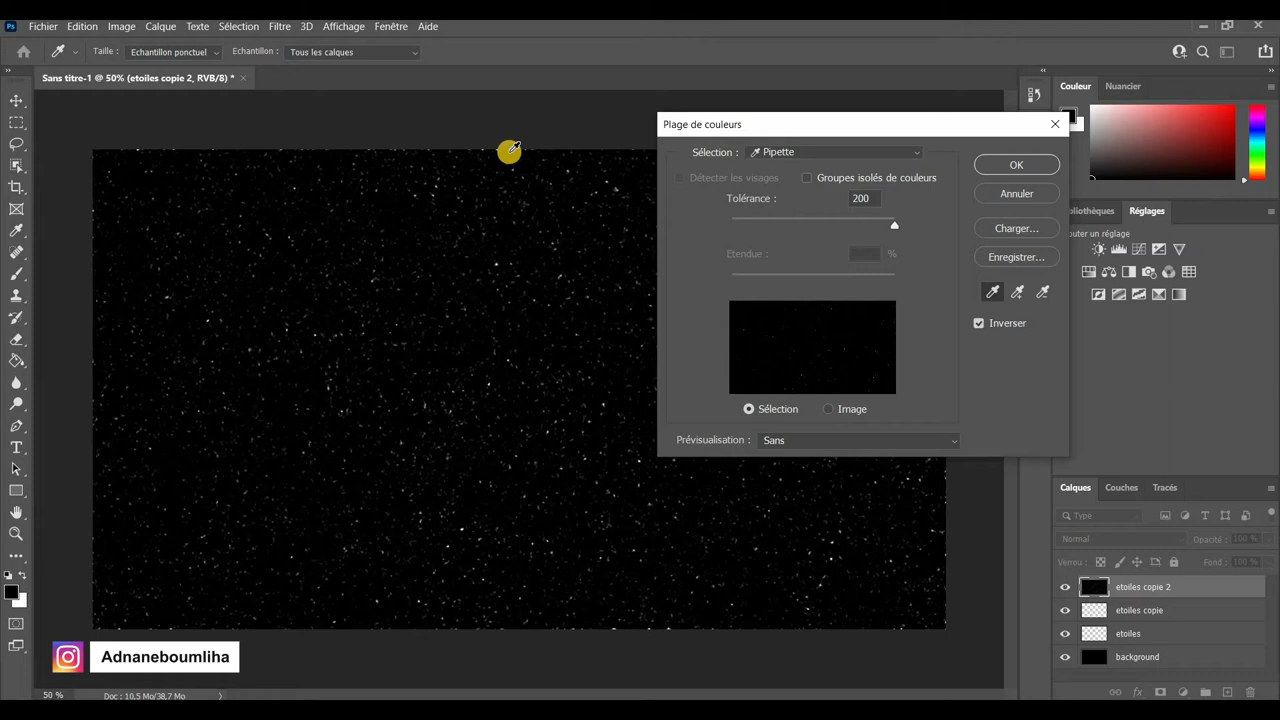 Ps Fichier Edition Image Calque Texte Sélection Filtre 3D Affichage Fenêtre Aide
Taille : Echantillon ponctuel Echantillon : Tous les calques
Sans titre-1 @ 50% (etoiles copie 2, RVB/8) *
Couleur Nuancier
Plage de couleurs
Sélection : Pipette
OK
Détecter les visages Groupes isolés de couleurs
Annuler
Tolérance : 200
Réglages
Charger...
Etendue : %
Enregistrer...
Inverser
Sélection Image
Prévisualisation : Sans
Calques Couches Tracés
Type
Normal Opacité : 100 %
Verrou : Fond : 100 %
etoiles copie 2
etoiles copie
etoiles
background
Adnaneboumliha
50 % Doc : 10,5 Mo/38,7 Mo